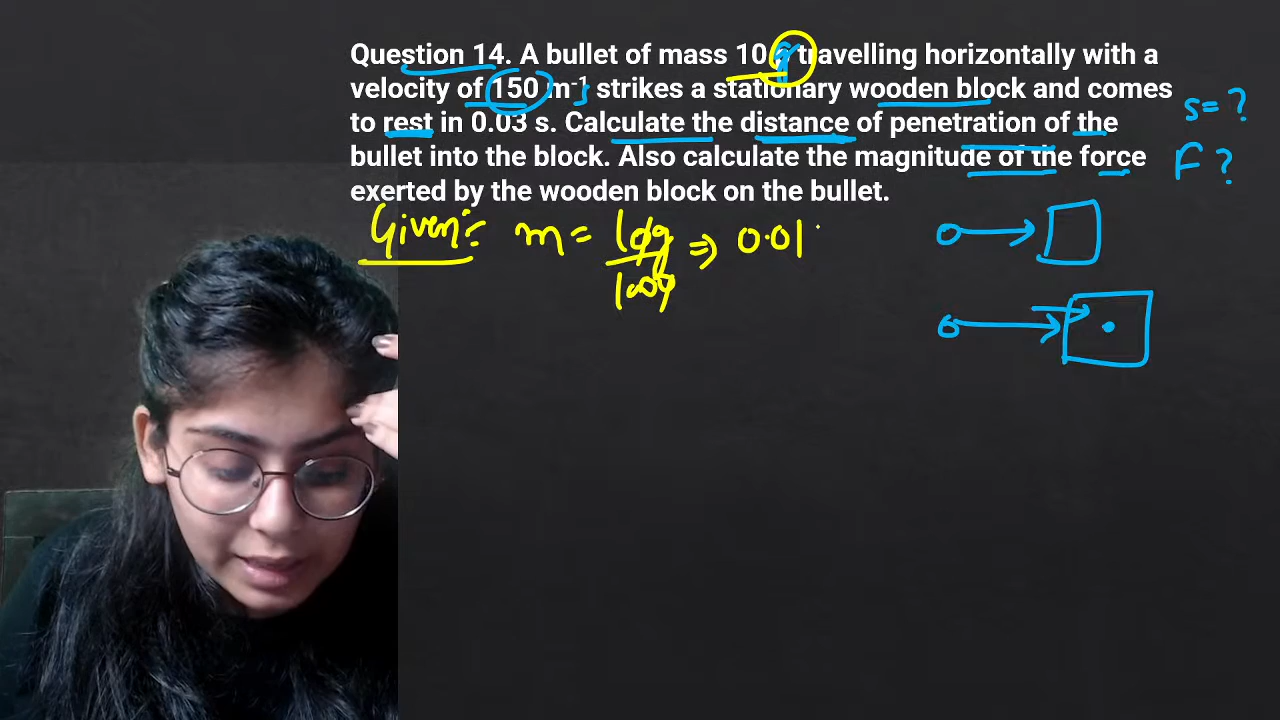 Question 14. A bullet of mass 10 g travelling horizontally with a
velocity of 150 m⁻¹ s strikes a stationary wooden block and comes
to rest in 0.03 s. Calculate the distance of penetration of the
bullet into the block. Also calculate the magnitude of the force
exerted by the wooden block on the bullet.
s = ?
F ?
Given:- m = 10g/1000 ⇒ 0.01